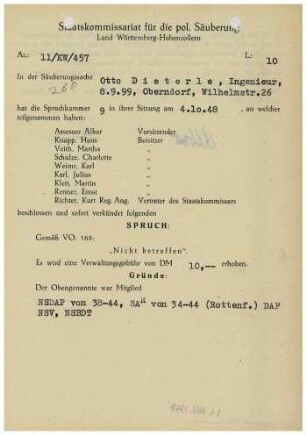 Staatskommissariat für die pol. Säuberung
Land Württemberg-Hohenzollern
Az: 11/KW/457 L: 10
In der Säuberungssache Otto Dieterle, Ingenieur,
260 8.9.99, Oberndorf, Wilhelmstr.26
hat die Spruchkammer 9 in ihrer Sitzung am 4.10.48 , an welcher
teilgenommen haben:
Assessor Alber Vorsitzender
Knapp, Hans Beisitzer
Veith, Martha "
Schulze, Charlotte "
Weimr. Karl "
Karl. Julius "
Klett, Martin "
Renner, Ernst "
Richter, Kurt Reg. Ang. Vertreter des Staatskommissars
beschlossen und sofort verkündet folgenden
SPRUCH:
Gemäß VO. 165:
„Nicht betroffen".
Es wird eine Verwaltungsgebühr von DM 10,-- erhoben.
Gründe:
Der Obengenannte war Mitglied
NSDAP von 38-44, SA von 34-44 (Rottenf.) DAF
NSV, NSBDT